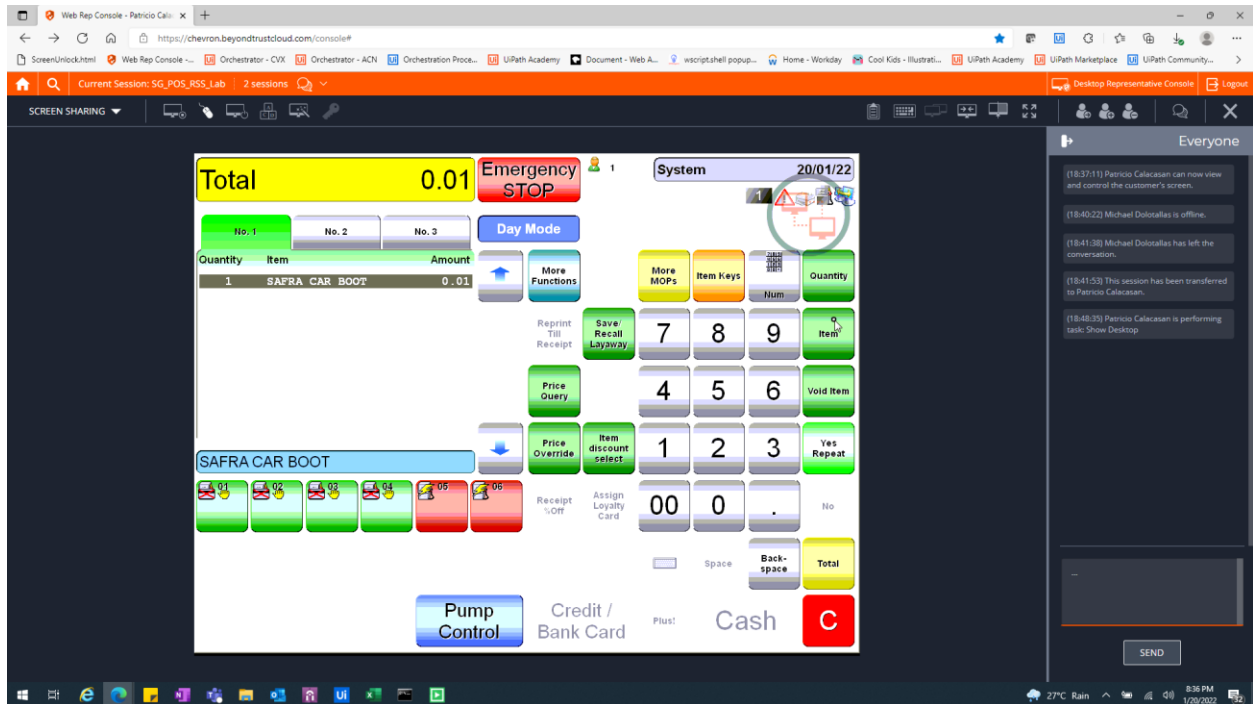 Web Rep Console - Patricio Cala
https://chevron.beyondtrustcloud.com/console#
ScreenUnlock.html
Web Rep Console -...
Orchestrator - CVX
Orchestrator - ACN
Orchestration Proce...
UiPath Academy
Document - Web A...
wscript.shell popup...
Home - Workday
Cool Kids - Illustrati...
UiPath Academy
UiPath Marketplace
UiPath Community...
Current Session: SG_POS_RSS_Lab
2 sessions
Desktop Representative Console
Logout
SCREEN SHARING
Everyone
(18:37:11) Patricio Calacasan can now view
and control the customer's screen.
(18:40:22) Michael Dolotallas is offline.
(18:41:38) Michael Dolotallas has left the
conversation.
(18:41:53) This session has been transferred
to Patricio Calacasan.
(18:48:35) Patricio Calacasan is performing
task: Show Desktop
...
SEND
Total 0.01
Emergency
STOP
1
System 20/01/22
1
No. 1
No. 2
No. 3
Day Mode
Quantity Item Amount
1 SAFRA CAR BOOT 0.01
More
Functions
More
MOPs
Item Keys
Num
Quantity
Reprint
Till
Receipt
Save/
Recall
Layaway
7
8
9
Item
Price
Query
4
5
6
Void Item
Price
Override
Item
discount
select
1
2
3
Yes
Repeat
SAFRA CAR BOOT
01
02
03
04
05
06
Receipt
%Off
Assign
Loyalty
Card
00
0
.
No
Space
Back-
space
Total
Pump
Control
Credit /
Bank Card
Plus!
Cash
C
27°C Rain
8:36 PM
1/20/2022
32